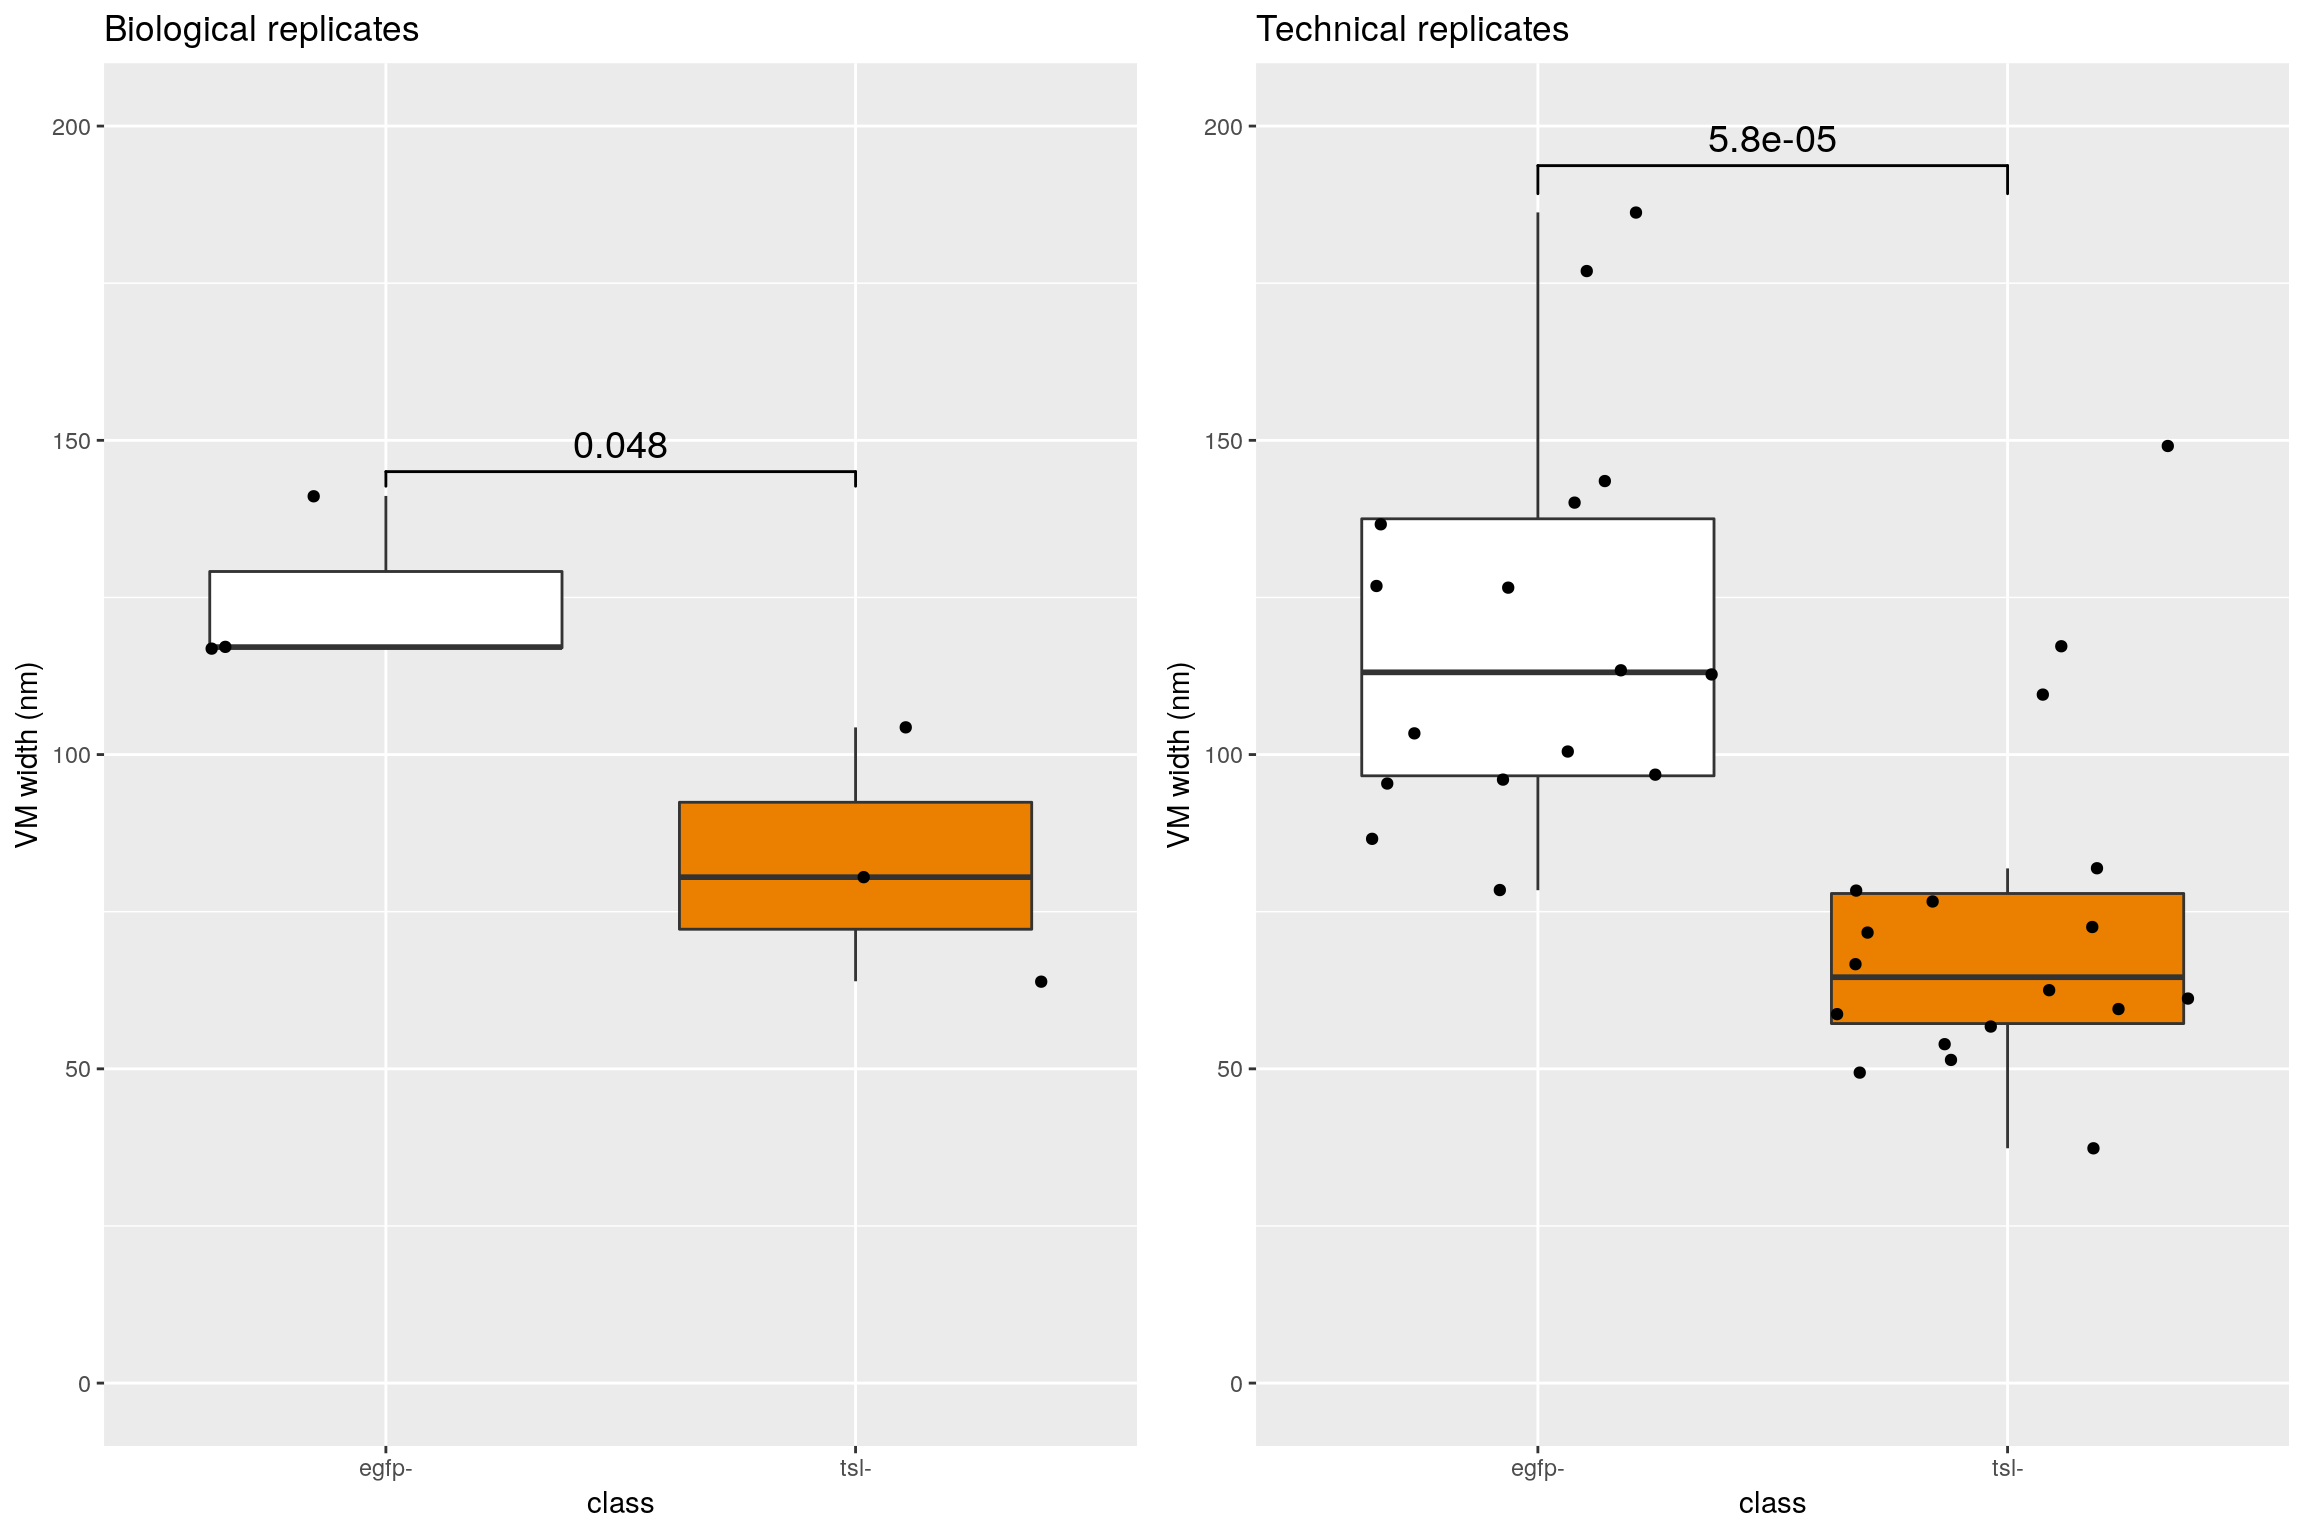 Biological replicates
VM width (nm)
200
150
100
50
0
0.048
egfp-
tsl-
class
Technical replicates
VM width (nm)
200
150
100
50
0
5.8e-05
egfp-
tsl-
class